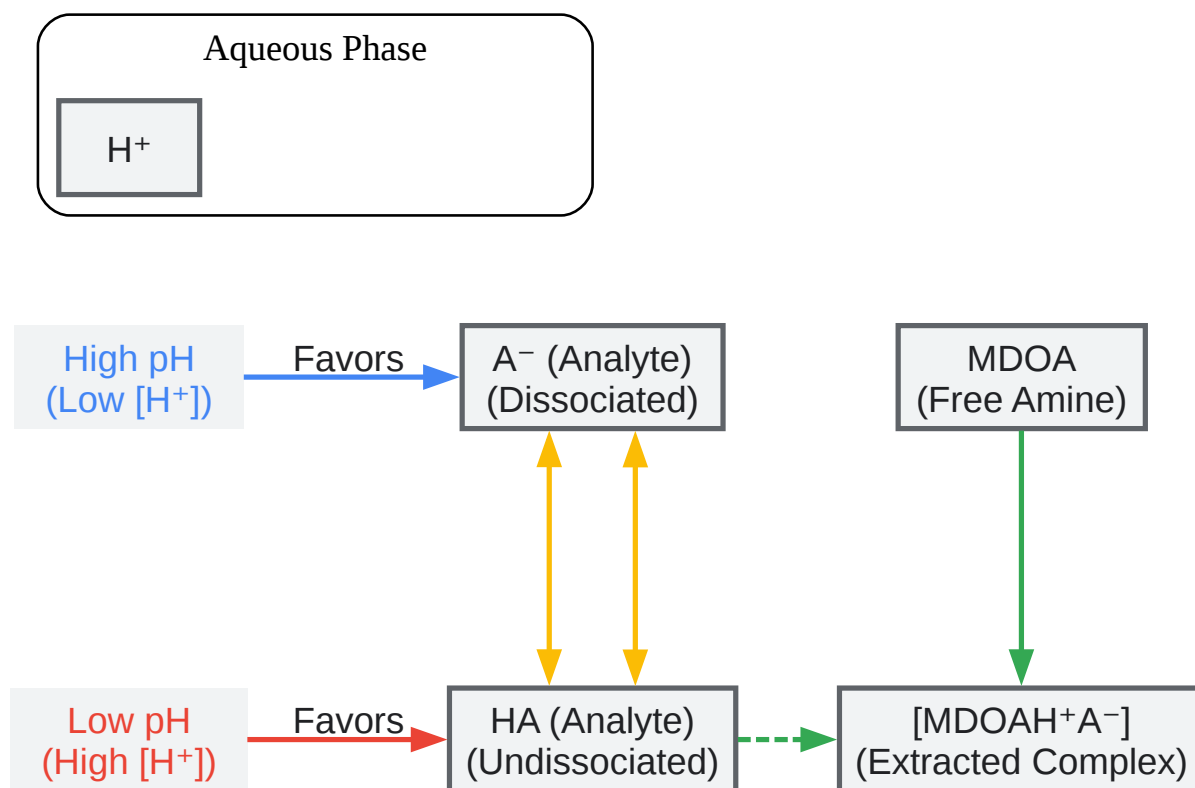 Aqueous Phase
H⁺
High pH
(Low [H⁺])
Favors
A⁻ (Analyte)
(Dissociated)
MDOA
(Free Amine)
Low pH
(High [H⁺])
Favors
HA (Analyte)
(Undissociated)
[MDOAH⁺A⁻]
(Extracted Complex)